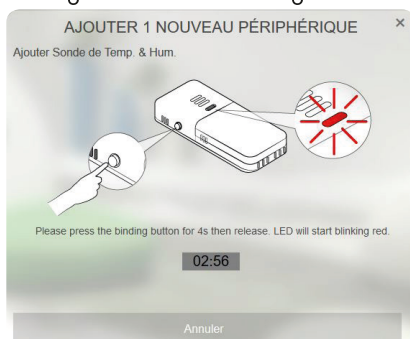 AJOUTER 1 NOUVEAU PÉRIPHÉRIQUE
×
Ajouter Sonde de Temp. & Hum.
Please press the binding button for 4s then release. LED will start blinking red.
02:56
Annuler